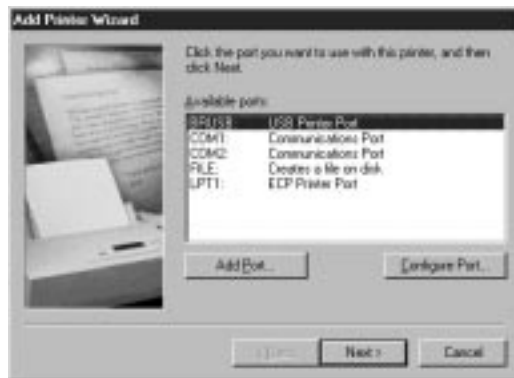 Add Printer Wizard
Click the port you want to use with this printer, and then
click Next.
Available ports:
BRUSB: USB Printer Port
COM1: Communications Port
COM2: Communications Port
FILE: Creates a file on disk
LPT1: ECP Printer Port
Add Port...
Configure Port...
Next >
Cancel